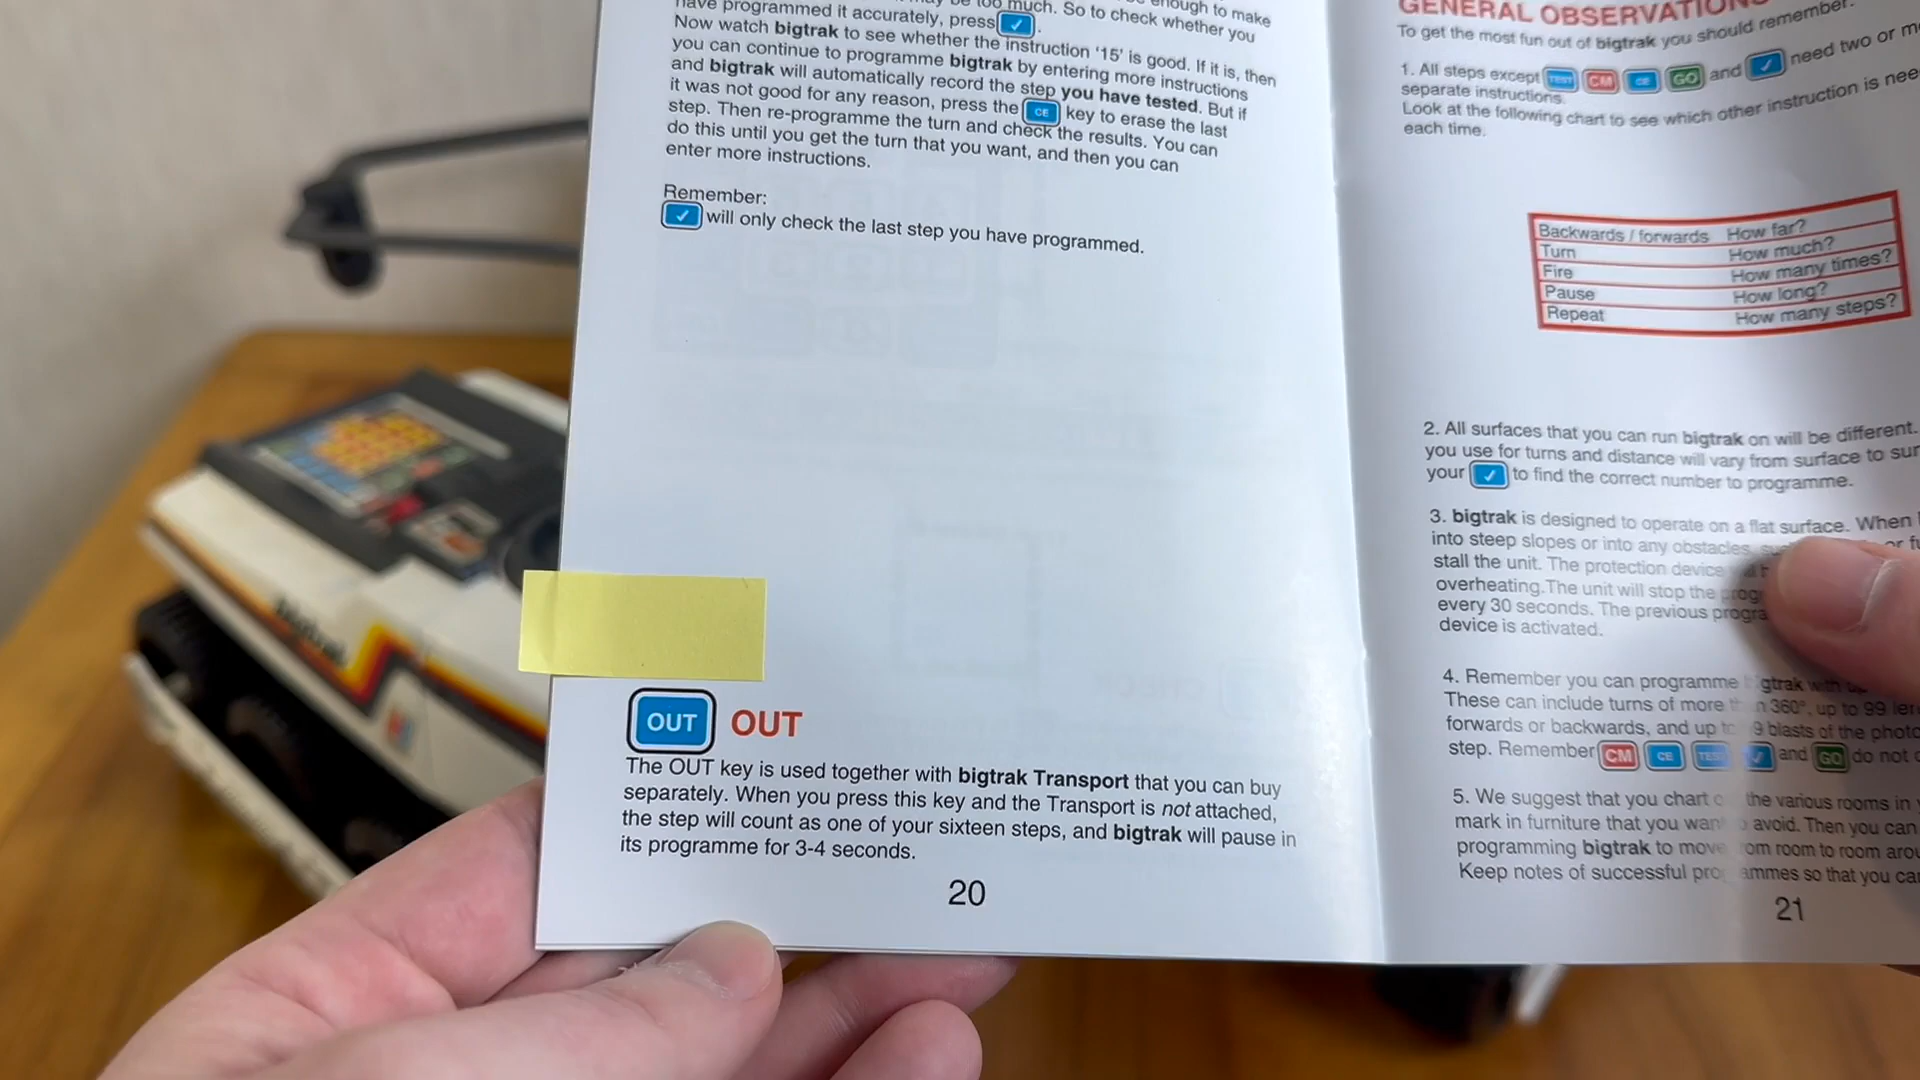 too much. So to check whether you
enough to make
have programmed it accurately, press ✓.
Now watch bigtrak to see whether the instruction ‘15’ is good. If it is, then
you can continue to programme bigtrak by entering more instructions
and bigtrak will automatically record the step you have tested. But if
it was not good for any reason, press the CE key to erase the last
step. Then re-programme the turn and check the results. You can
do this until you get the turn that you want, and then you can
enter more instructions.
Remember:
✓ will only check the last step you have programmed.
OUT OUT
The OUT key is used together with bigtrak Transport that you can buy
separately. When you press this key and the Transport is not attached,
the step will count as one of your sixteen steps, and bigtrak will pause in
its programme for 3-4 seconds.
20
GENERAL OBSERVATIONS
To get the most fun out of bigtrak you should remember:
1. All steps except TEST CM CE GO and ✓ need two or
separate instructions.
Look at the following chart to see which other instruction is
each time.
Backwards / forwards How far?
Turn How much?
Fire How many times?
Pause How long?
Repeat How many steps?
2. All surfaces that you can run bigtrak on will be different.
you use for turns and distance will vary from surface to
your ✓ to find the correct number to programme.
3. bigtrak is designed to operate on a flat surface. When
into steep slopes or into any obstacles or
stall the unit. The protection device
overheating. The unit will stop the
every 30 seconds. The previous
device is activated.
4. Remember you can programme
These can include turns of more 360°, up to 99
forwards or backwards, and up blasts of the
step. Remember CM CE TEST ✓ and GO do not
5. We suggest that you chart the various rooms in
mark in furniture that you avoid. Then you can
programming bigtrak to move room to room
Keep notes of successful so that you
21
bigtrak